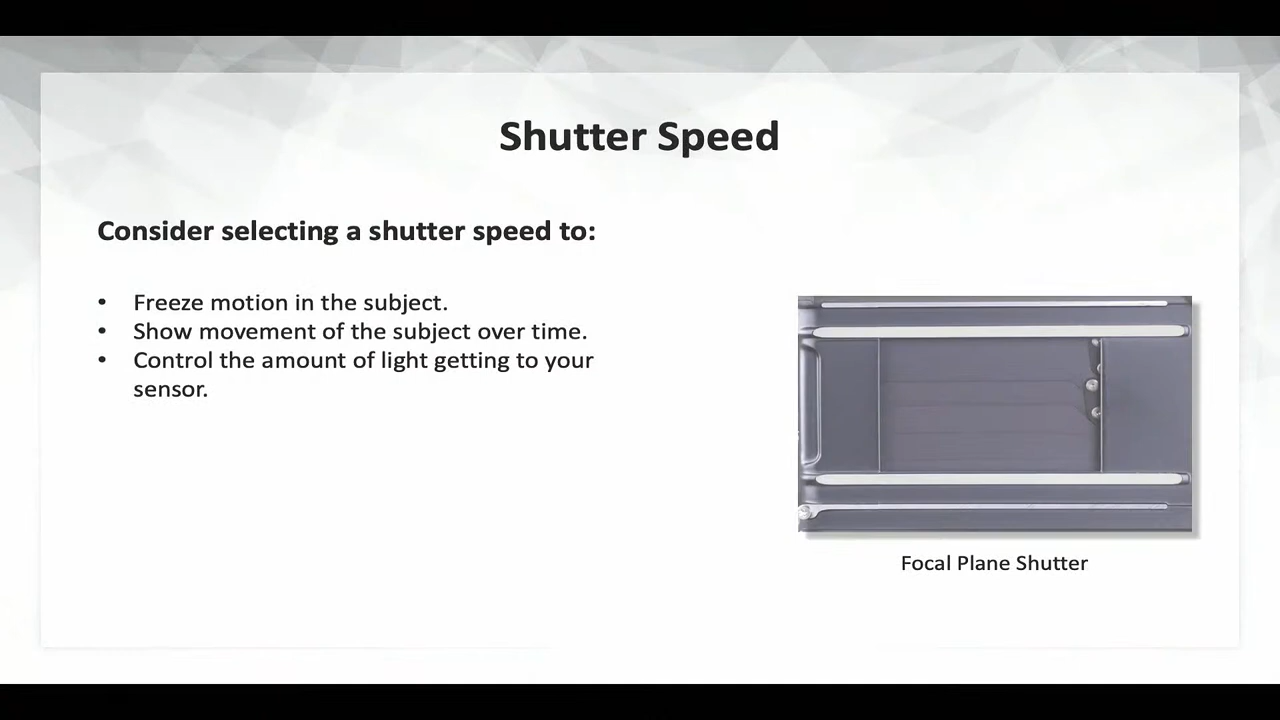 Shutter Speed
Consider selecting a shutter speed to:
• Freeze motion in the subject.
• Show movement of the subject over time.
• Control the amount of light getting to your
sensor.
Focal Plane Shutter